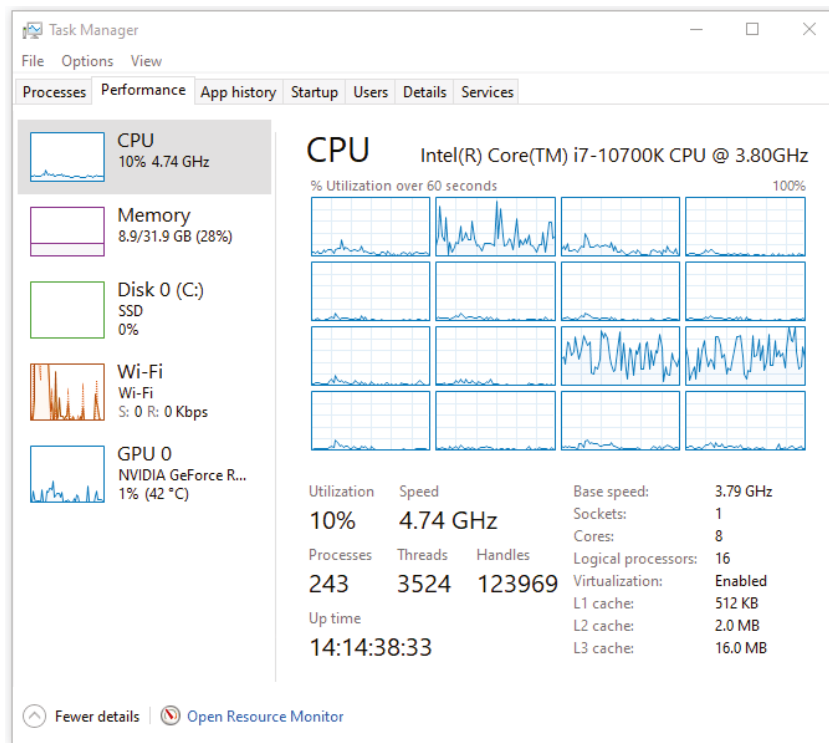 Task Manager
File Options View
Processes Performance App history Startup Users Details Services
CPU
10% 4.74 GHz
Memory
8.9/31.9 GB (28%)
Disk 0 (C:)
SSD
0%
Wi-Fi
Wi-Fi
S: 0 R: 0 Kbps
GPU 0
NVIDIA GeForce R...
1% (42 °C)
CPU Intel(R) Core(TM) i7-10700K CPU @ 3.80GHz
% Utilization over 60 seconds 100%
Utilization Speed
10% 4.74 GHz
Processes Threads Handles
243 3524 123969
Up time
14:14:38:33
Base speed: 3.79 GHz
Sockets: 1
Cores: 8
Logical processors: 16
Virtualization: Enabled
L1 cache: 512 KB
L2 cache: 2.0 MB
L3 cache: 16.0 MB
Fewer details Open Resource Monitor